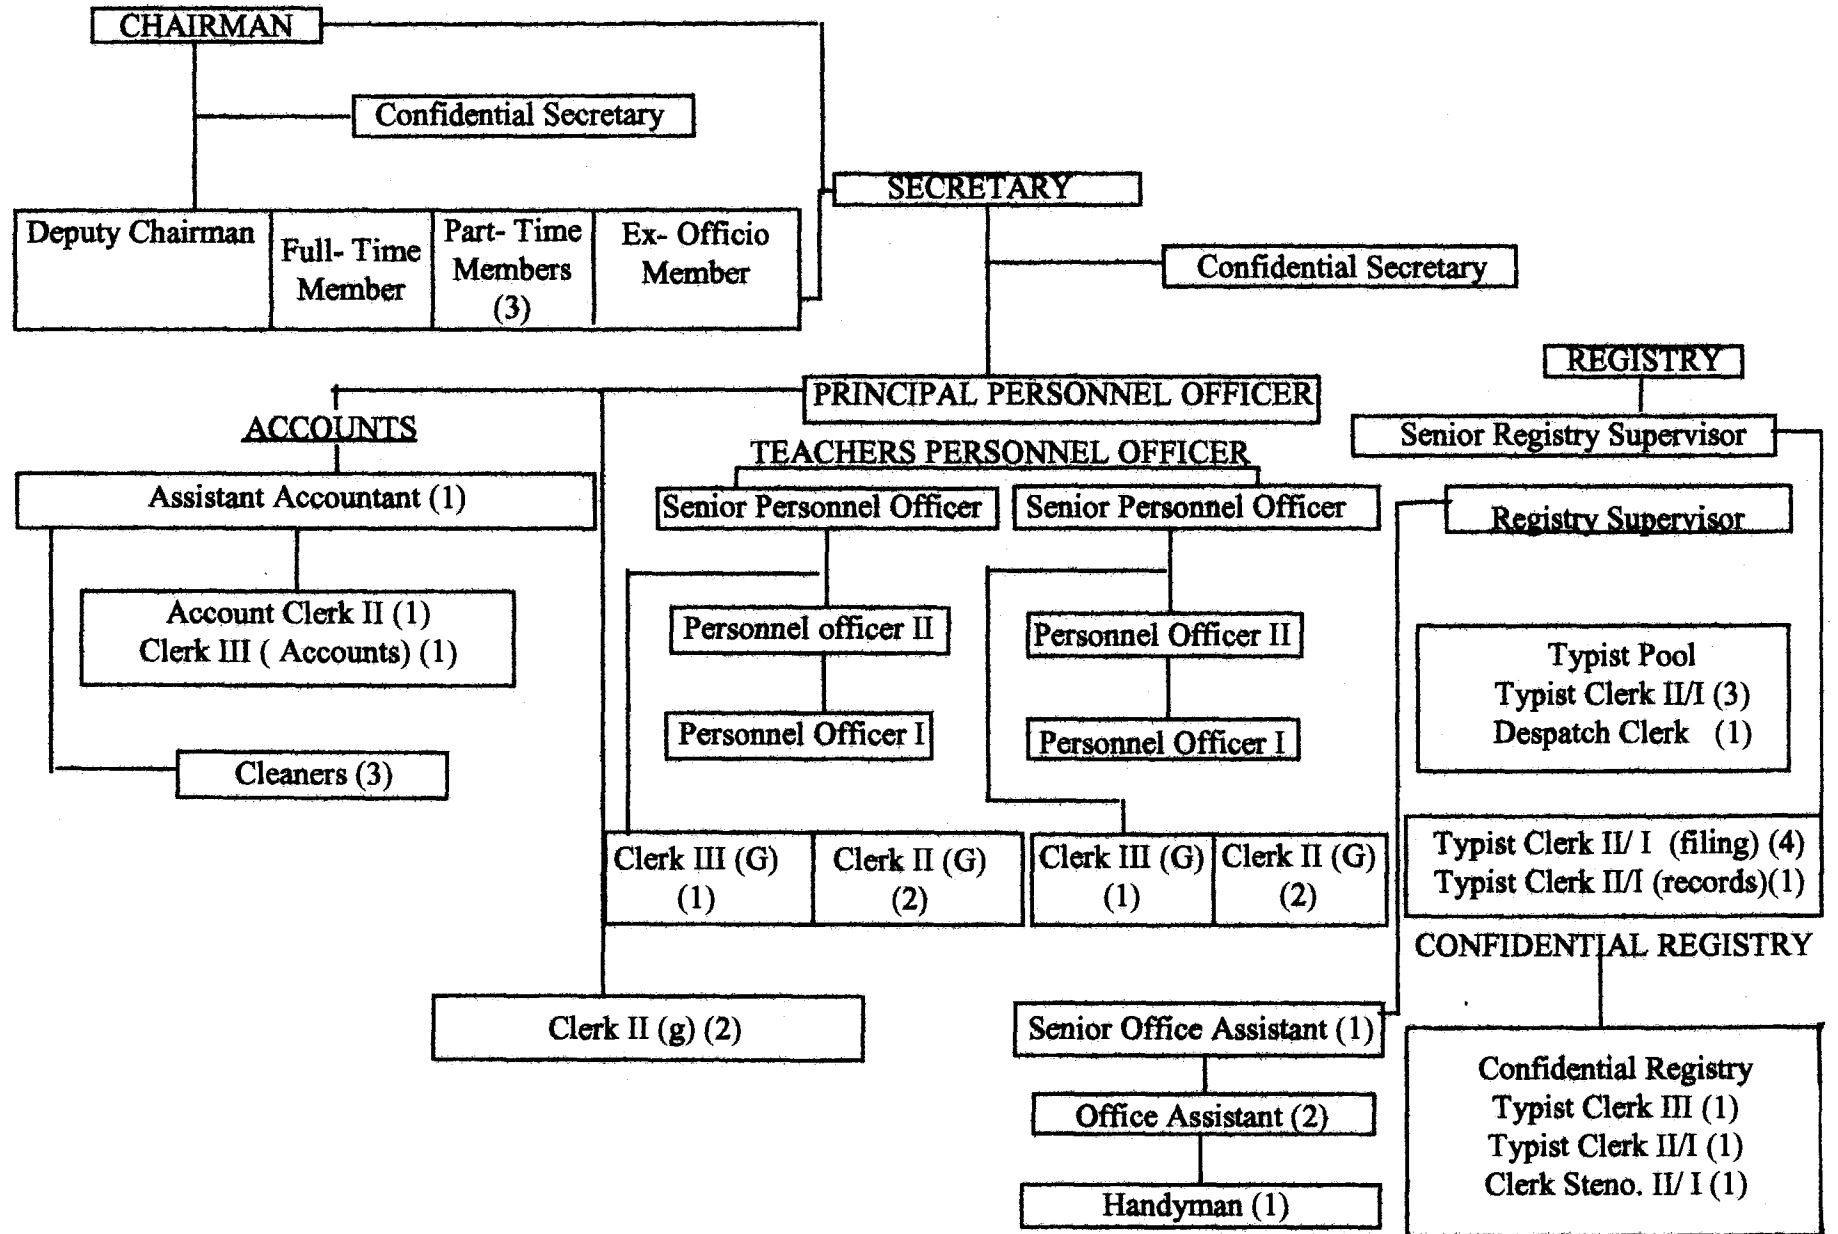 CHAIRMAN
Confidential Secretary
SECRETARY
Deputy Chairman
Full- Time
Member
Part- Time
Members
(3)
Ex- Officio
Member
Confidential Secretary
PRINCIPAL PERSONNEL OFFICER
REGISTRY
ACCOUNTS
Senior Registry Supervisor
TEACHERS PERSONNEL OFFICER
Assistant Accountant (1)
Senior Personnel Officer
Senior Personnel Officer
Registry Supervisor
Account Clerk II (1)
Clerk III ( Accounts) (1)
Personnel officer II
Personnel Officer II
Typist Pool
Typist Clerk II/I (3)
Despatch Clerk (1)
Personnel Officer I
Personnel Officer I
Cleaners (3)
Clerk III (G)
(1)
Clerk II (G)
(2)
Clerk III (G)
(1)
Clerk II (G)
(2)
Typist Clerk II/ I (filing) (4)
Typist Clerk II/I (records)(1)
CONFIDENTIAL REGISTRY
Clerk II (g) (2)
Senior Office Assistant (1)
Office Assistant (2)
Handyman (1)
Confidential Registry
Typist Clerk III (1)
Typist Clerk II/I (1)
Clerk Steno. II/ I (1)